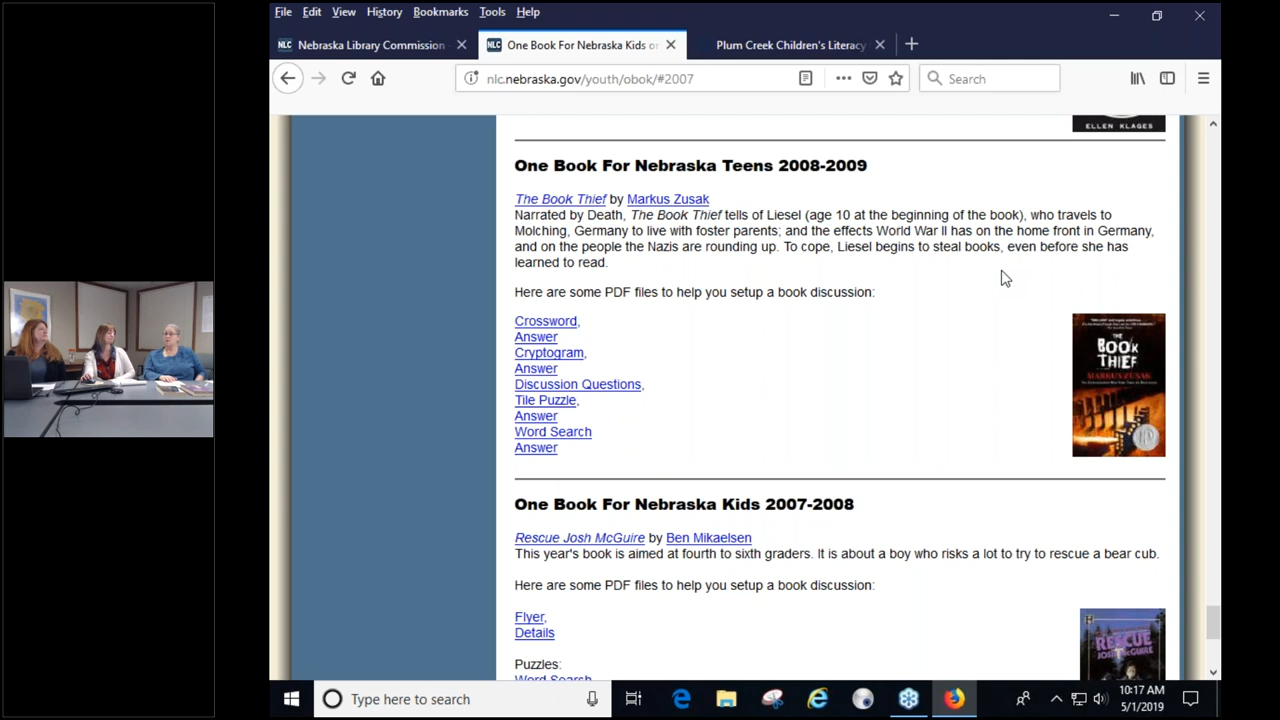 File Edit View History Bookmarks Tools Help
NLC Nebraska Library Commission
NLC One Book For Nebraska Kids or
Plum Creek Children's Literacy
nlc.nebraska.gov/youth/obok/#2007
Search
ELLEN KLAGES
One Book For Nebraska Teens 2008-2009
The Book Thief by Markus Zusak
Narrated by Death, The Book Thief tells of Liesel (age 10 at the beginning of the book), who travels to
Molching, Germany to live with foster parents; and the effects World War II has on the home front in Germany,
and on the people the Nazis are rounding up. To cope, Liesel begins to steal books, even before she has
learned to read.
Here are some PDF files to help you setup a book discussion:
Crossword,
Answer
Cryptogram,
Answer
Discussion Questions,
Tile Puzzle,
Answer
Word Search
Answer
THE
BOOK
THIEF
MARKUS ZUSAK
One Book For Nebraska Kids 2007-2008
Rescue Josh McGuire by Ben Mikaelsen
This year's book is aimed at fourth to sixth graders. It is about a boy who risks a lot to try to rescue a bear cub.
Here are some PDF files to help you setup a book discussion:
Flyer,
Details
Puzzles:
Word Search
RESCUE
JOSH McGUIRE
Type here to search
10:17 AM
5/1/2019